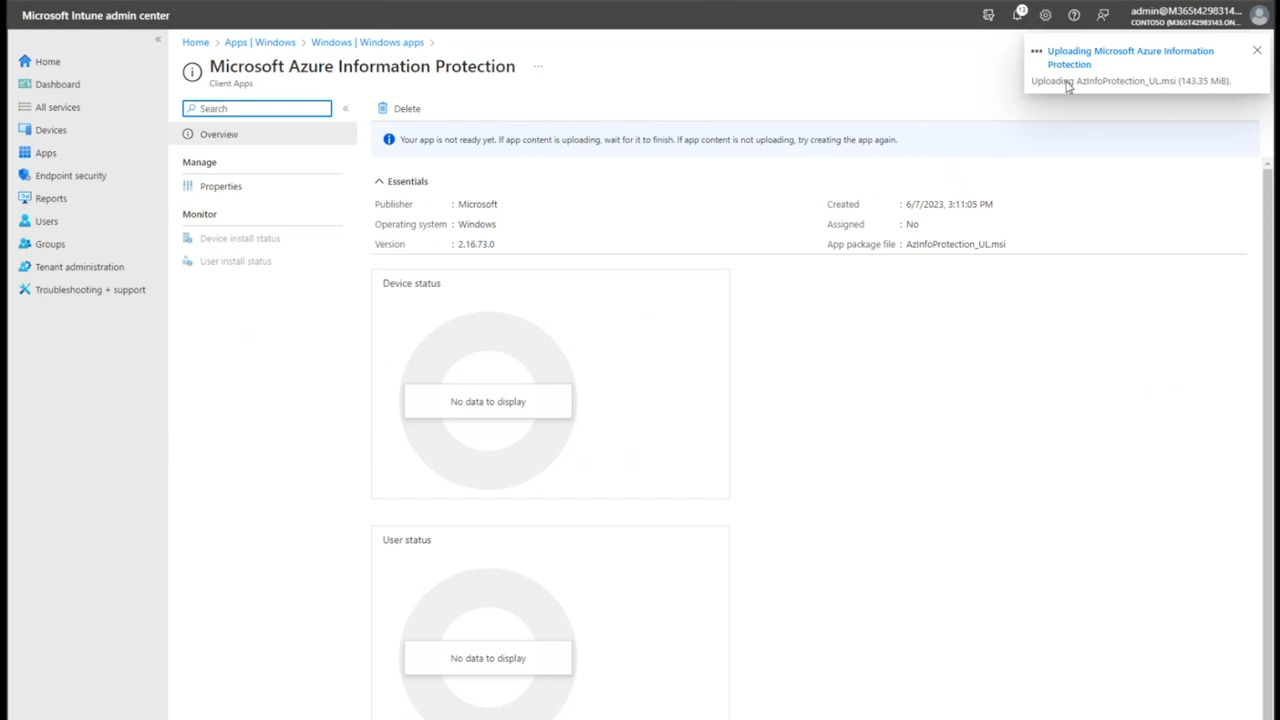 Microsoft Intune admin center
13
admin@M365t4298314...
CONTOSO (M365T4298143.ON...
«
Home
Dashboard
All services
Devices
Apps
Endpoint security
Reports
Users
Groups
Tenant administration
Troubleshooting + support
Home > Apps | Windows > Windows | Windows apps >
Microsoft Azure Information Protection ...
Client Apps
Search «
Overview
Manage
Properties
Monitor
Device install status
User install status
Delete
Your app is not ready yet. If app content is uploading, wait for it to finish. If app content is not uploading, try creating the app again.
Essentials
Publisher : Microsoft
Operating system : Windows
Version : 2.16.73.0
Created : 6/7/2023, 3:11:05 PM
Assigned : No
App package file : AzInfoProtection_UL.msi
Device status
No data to display
User status
No data to display
Uploading Microsoft Azure Information
Protection
Uploading AzInfoProtection_UL.msi (143.35 MiB).